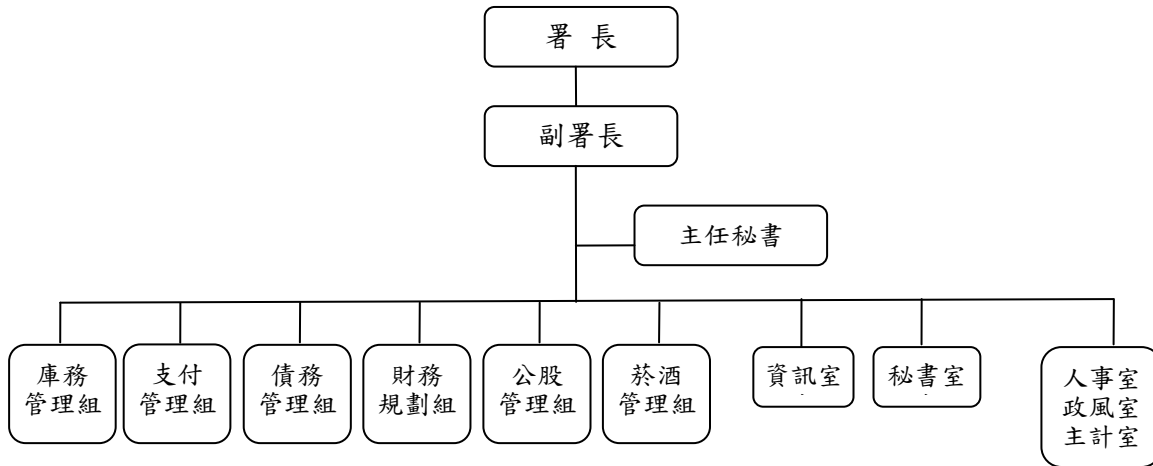 署 長
副署長
主任秘書
庫務
管理組
支付
管理組
債務
管理組
財務
規劃組
公股
管理組
菸酒
管理組
資訊室
秘書室
人事室
政風室
主計室